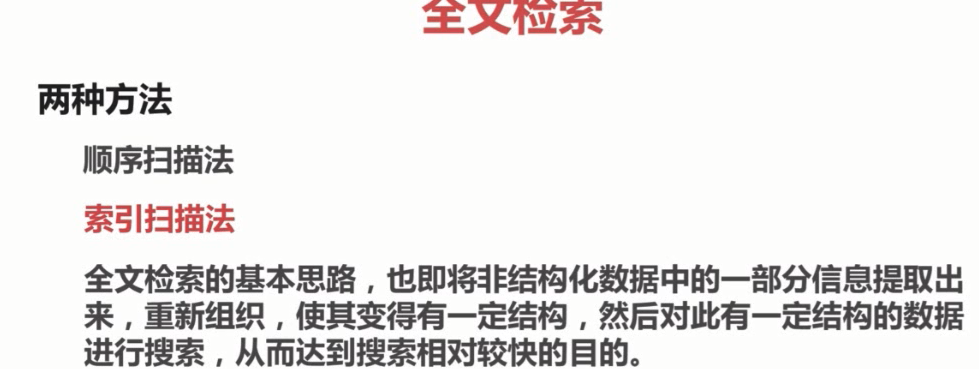 全文检索
两种方法
顺序扫描法
索引扫描法
全文检索的基本思路，也即将非结构化数据中的一部分信息提取出
来，重新组织，使其变得有一定结构，然后对此有一定结构的数据
进行搜索，从而达到搜索相对较快的目的。